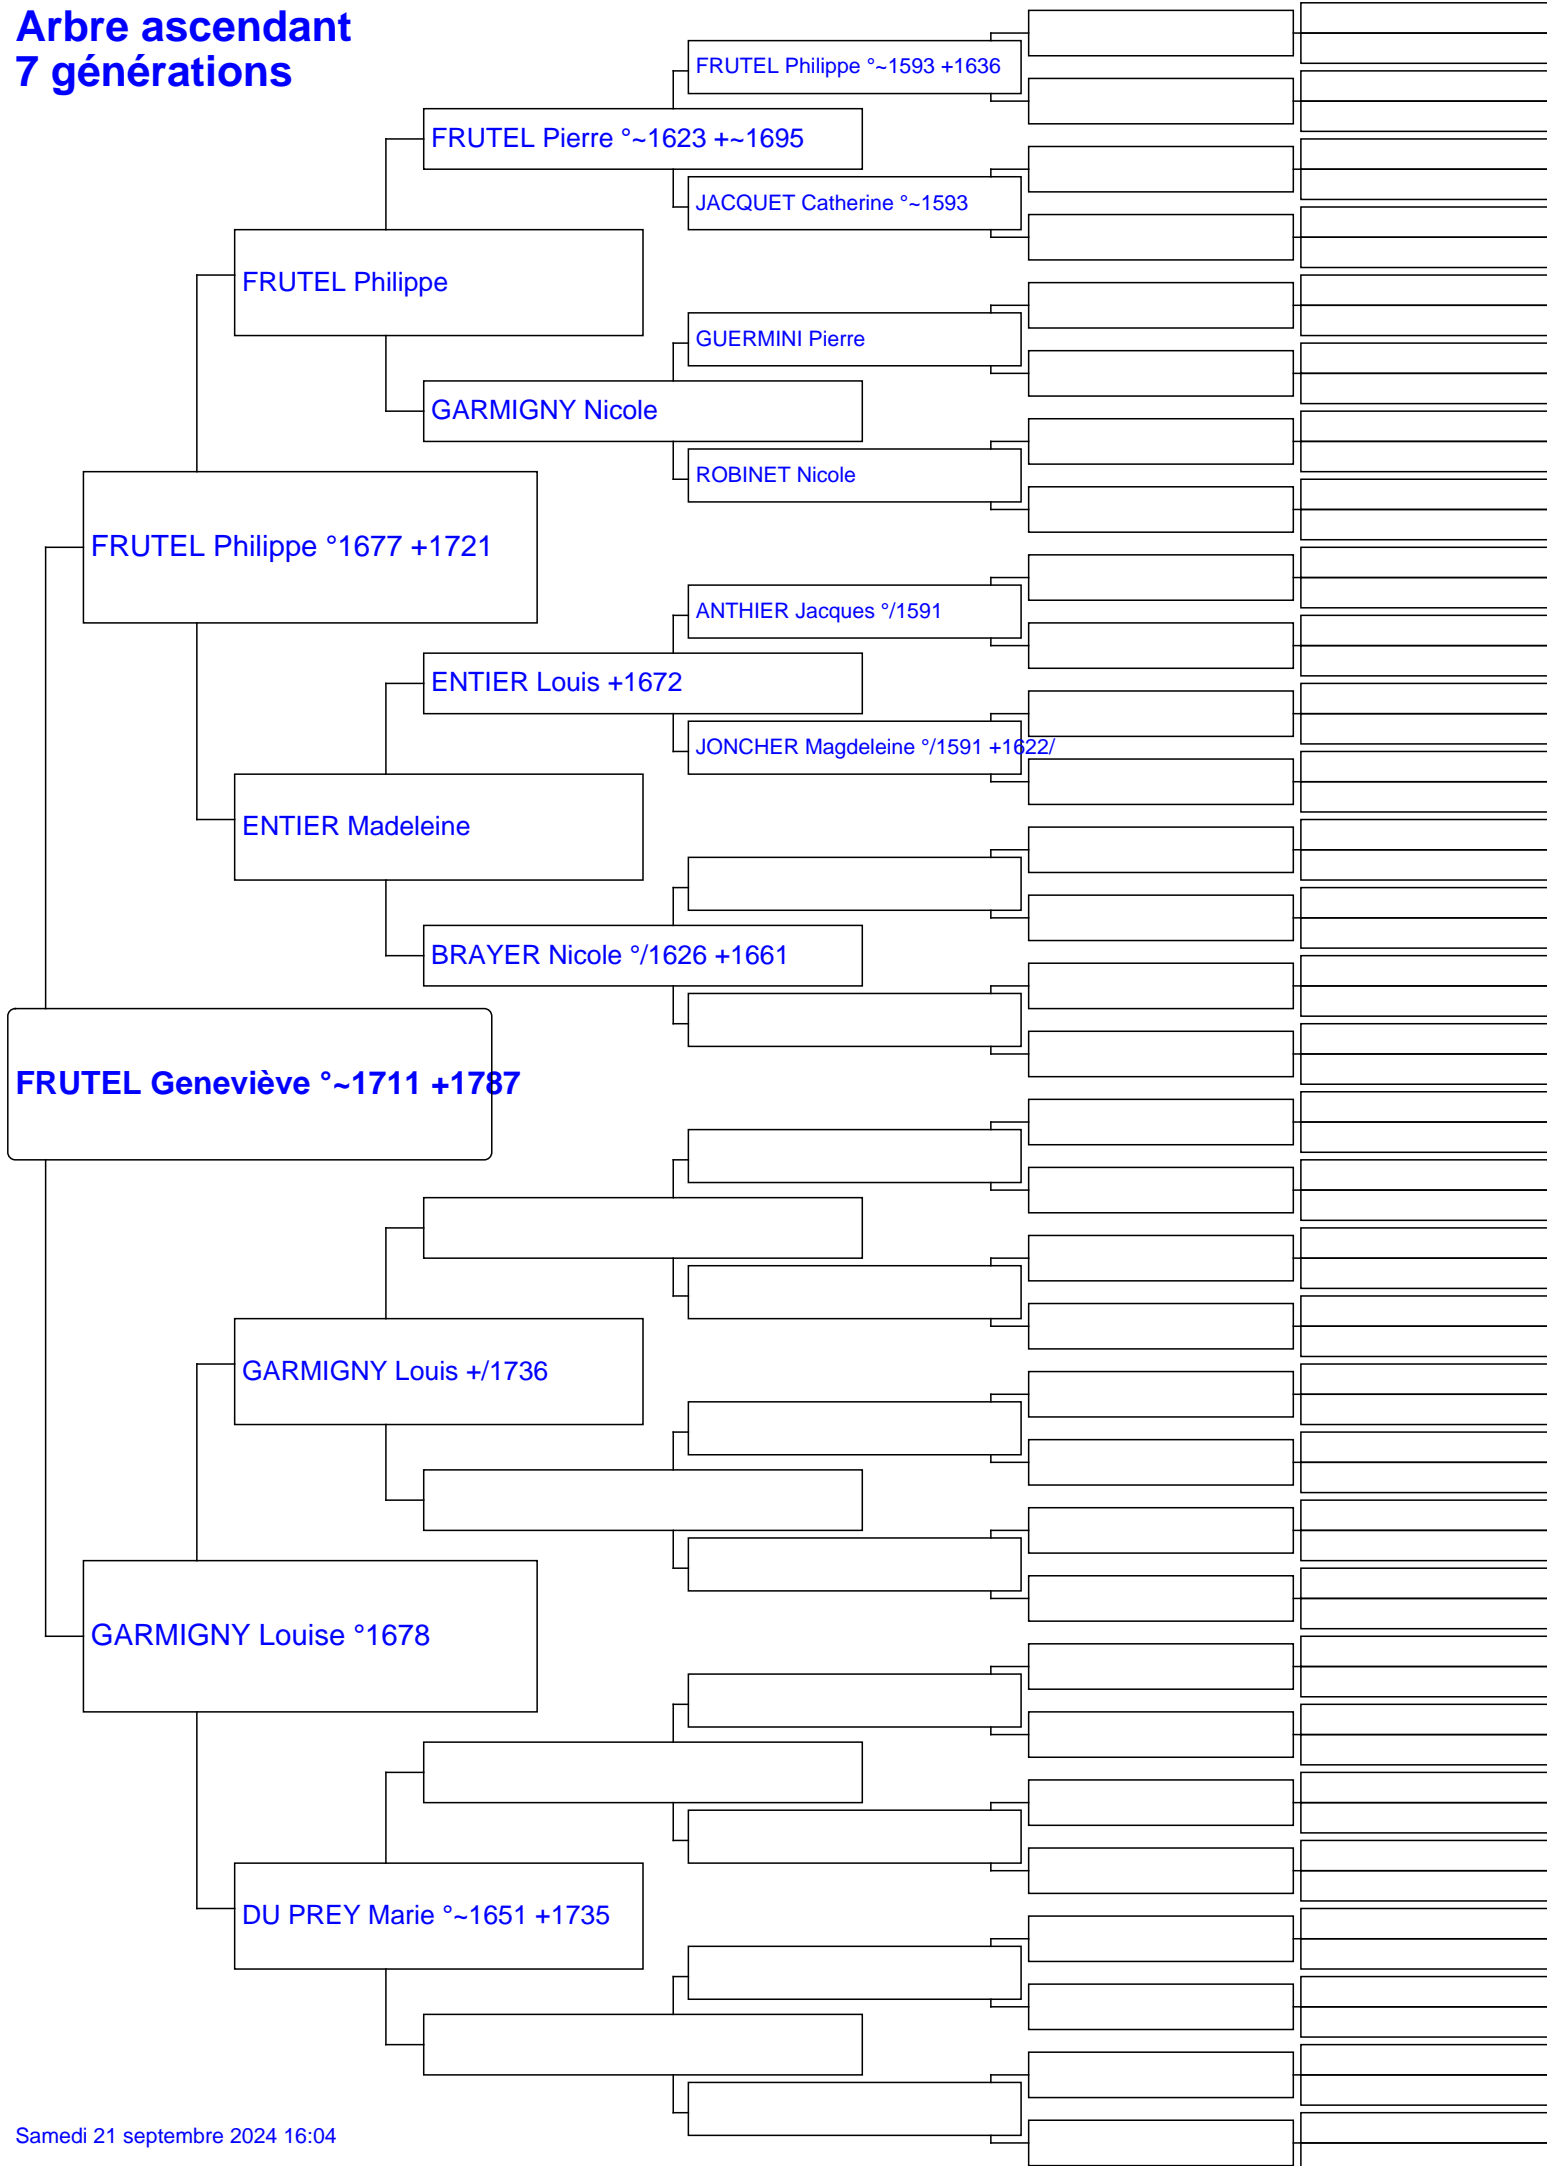 Arbre ascendant
7 générations
FRUTEL Philippe °~1593 +1636
FRUTEL Pierre °~1623 +~1695
JACQUET Catherine °~1593
FRUTEL Philippe
GUERMINI Pierre
GARMIGNY Nicole
ROBINET Nicole
FRUTEL Philippe °1677 +1721
ANTHIER Jacques °/1591
ENTIER Louis +1672
JONCHER Magdeleine °/1591 +1622/
ENTIER Madeleine
BRAYER Nicole °/1626 +1661
FRUTEL Geneviève °~1711 +1787
GARMIGNY Louis +/1736
GARMIGNY Louise °1678
DU PREY Marie °~1651 +1735
Samedi 21 septembre 2024 16:04